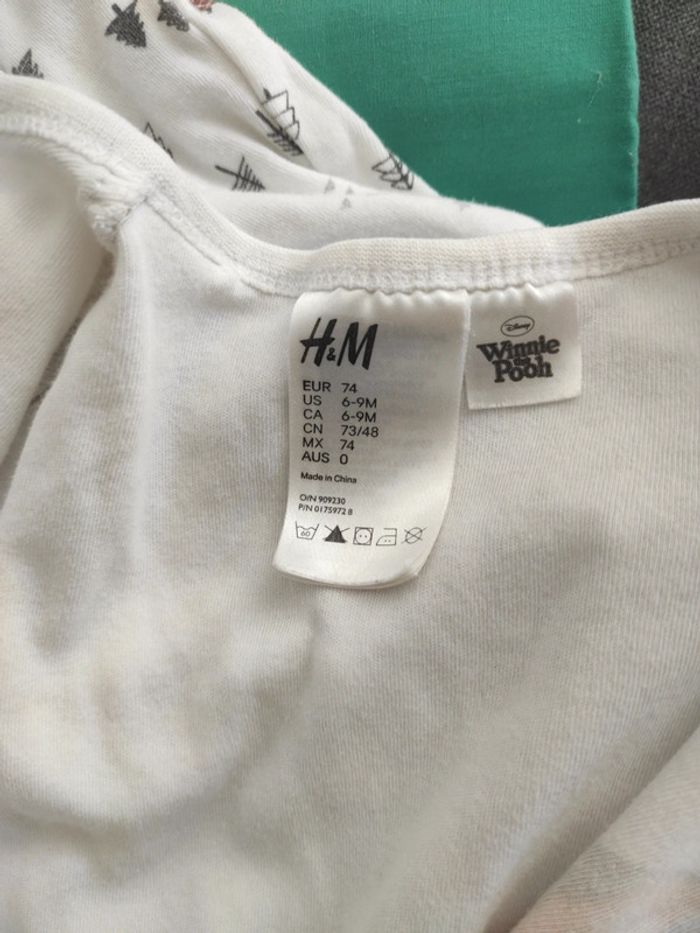 H&M
EUR 74
US 6-9M
CA 6-9M
CN 73/48
MX 74
AUS 0
Made in China
O/N 909230
P/N 0175972 8
60
Disney
Winnie
the
Pooh